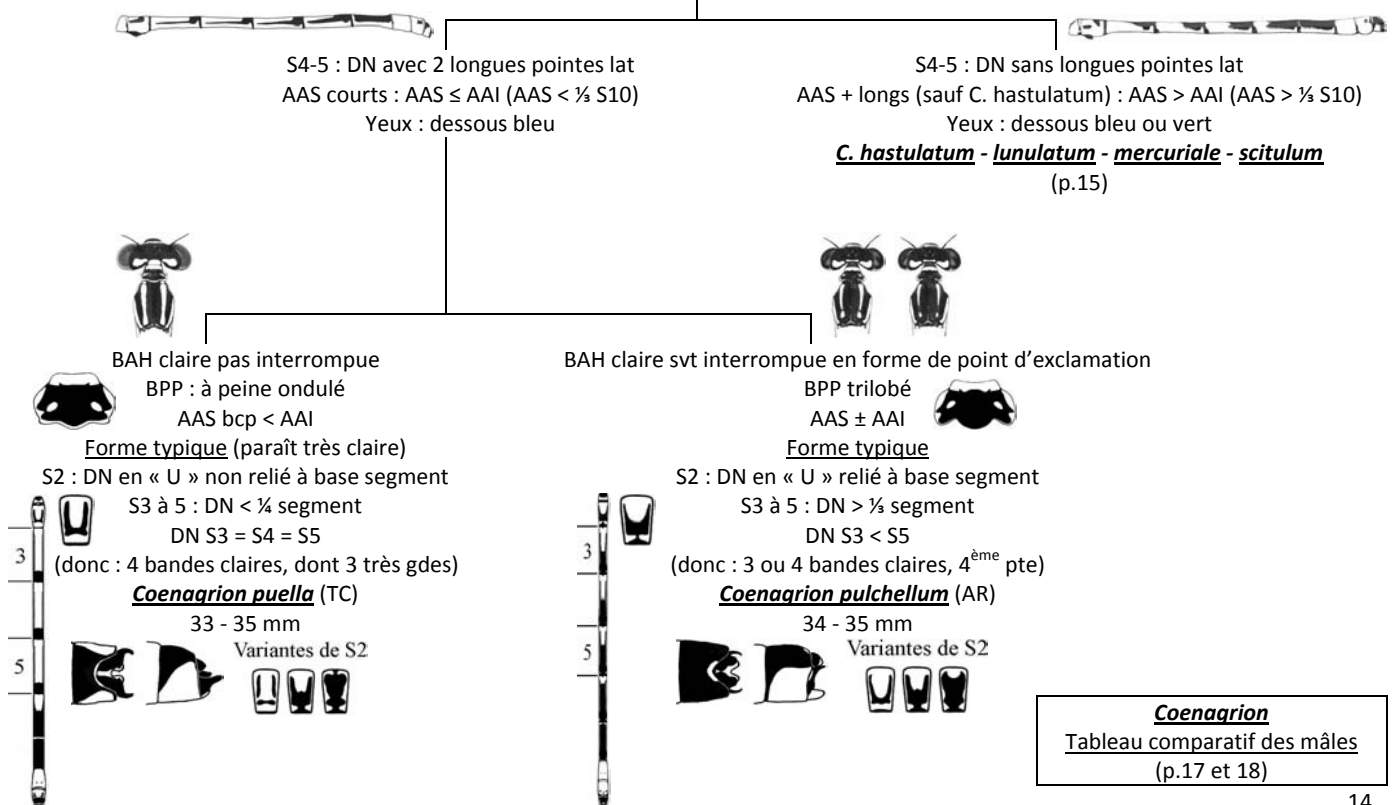 S4-5 : DN avec 2 longues pointes lat
AAS courts : AAS ≤ AAI (AAS < ⅓ S10)
Yeux : dessous bleu
S4-5 : DN sans longues pointes lat
AAS + longs (sauf C. hastulatum) : AAS > AAI (AAS > ⅓ S10)
Yeux : dessous bleu ou vert
C. hastulatum - lunulatum - mercuriale - scitulum
(p.15)
BAH claire pas interrompue
BPP : à peine ondulé
AAS bcp < AAI
Forme typique (paraît très claire)
S2 : DN en « U » non relié à base segment
S3 à 5 : DN < ¼ segment
DN S3 = S4 = S5
(donc : 4 bandes claires, dont 3 très gdes)
Coenagrion puella (TC)
33 - 35 mm
Variantes de S2
3
5
BAH claire svt interrompue en forme de point d’exclamation
BPP trilobé
AAS ± AAI
Forme typique
S2 : DN en « U » relié à base segment
S3 à 5 : DN > ⅓ segment
DN S3 < S5
(donc : 3 ou 4 bandes claires, 4ème pte)
Coenagrion pulchellum (AR)
34 - 35 mm
Variantes de S2
3
5
Coenagrion
Tableau comparatif des mâles
(p.17 et 18)
14